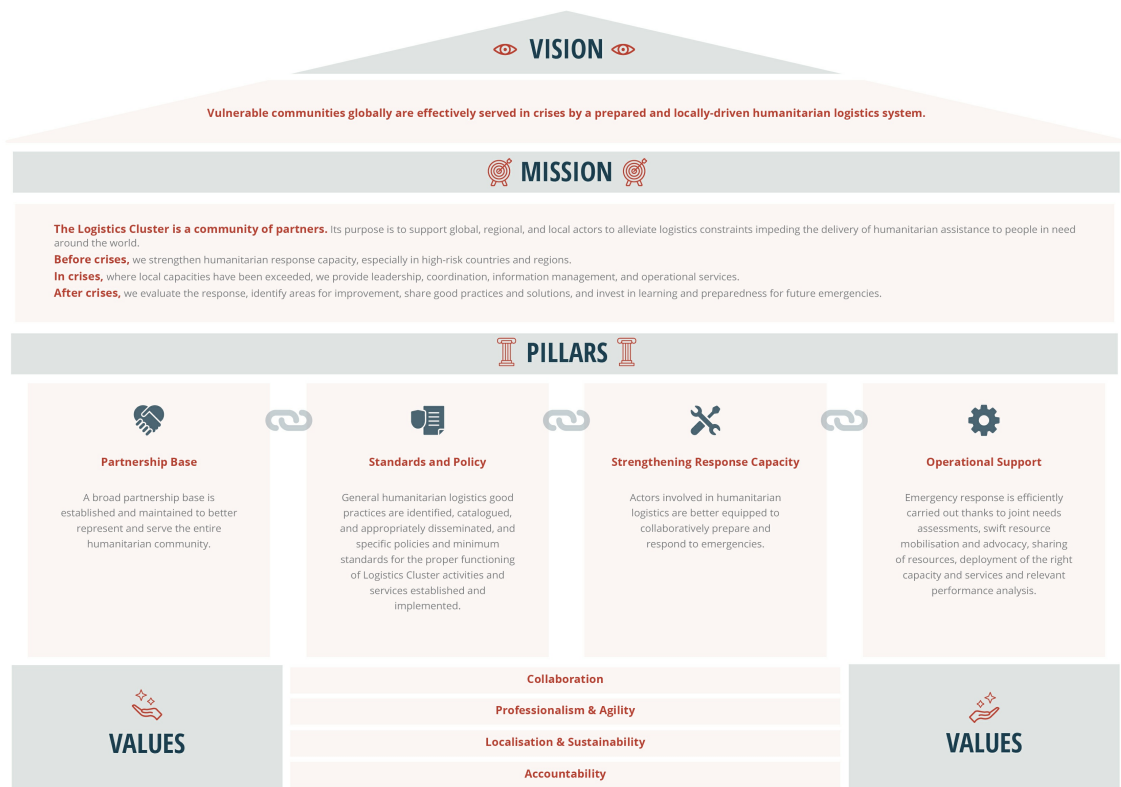 VISION
Vulnerable communities globally are effectively served in crises by a prepared and locally-driven humanitarian logistics system.
MISSION
The Logistics Cluster is a community of partners. Its purpose is to support global, regional, and local actors to alleviate logistics constraints impeding the delivery of humanitarian assistance to people in need
around the world.
Before crises, we strengthen humanitarian response capacity, especially in high-risk countries and regions.
In crises, where local capacities have been exceeded, we provide leadership, coordination, information management, and operational services.
After crises, we evaluate the response, identify areas for improvement, share good practices and solutions, and invest in learning and preparedness for future emergencies.
PILLARS
Partnership Base
A broad partnership base is
established and maintained to better
represent and serve the entire
humanitarian community.
Standards and Policy
General humanitarian logistics good
practices are identified, catalogued,
and appropriately disseminated, and
specific policies and minimum
standards for the proper functioning
of Logistics Cluster activities and
services established and
implemented.
Strengthening Response Capacity
Actors involved in humanitarian
logistics are better equipped to
collaboratively prepare and
respond to emergencies.
Operational Support
Emergency response is efficiently
carried out thanks to joint needs
assessments, swift resource
mobilisation and advocacy, sharing
of resources, deployment of the right
capacity and services and relevant
performance analysis.
VALUES
Collaboration
Professionalism & Agility
Localisation & Sustainability
Accountability
VALUES